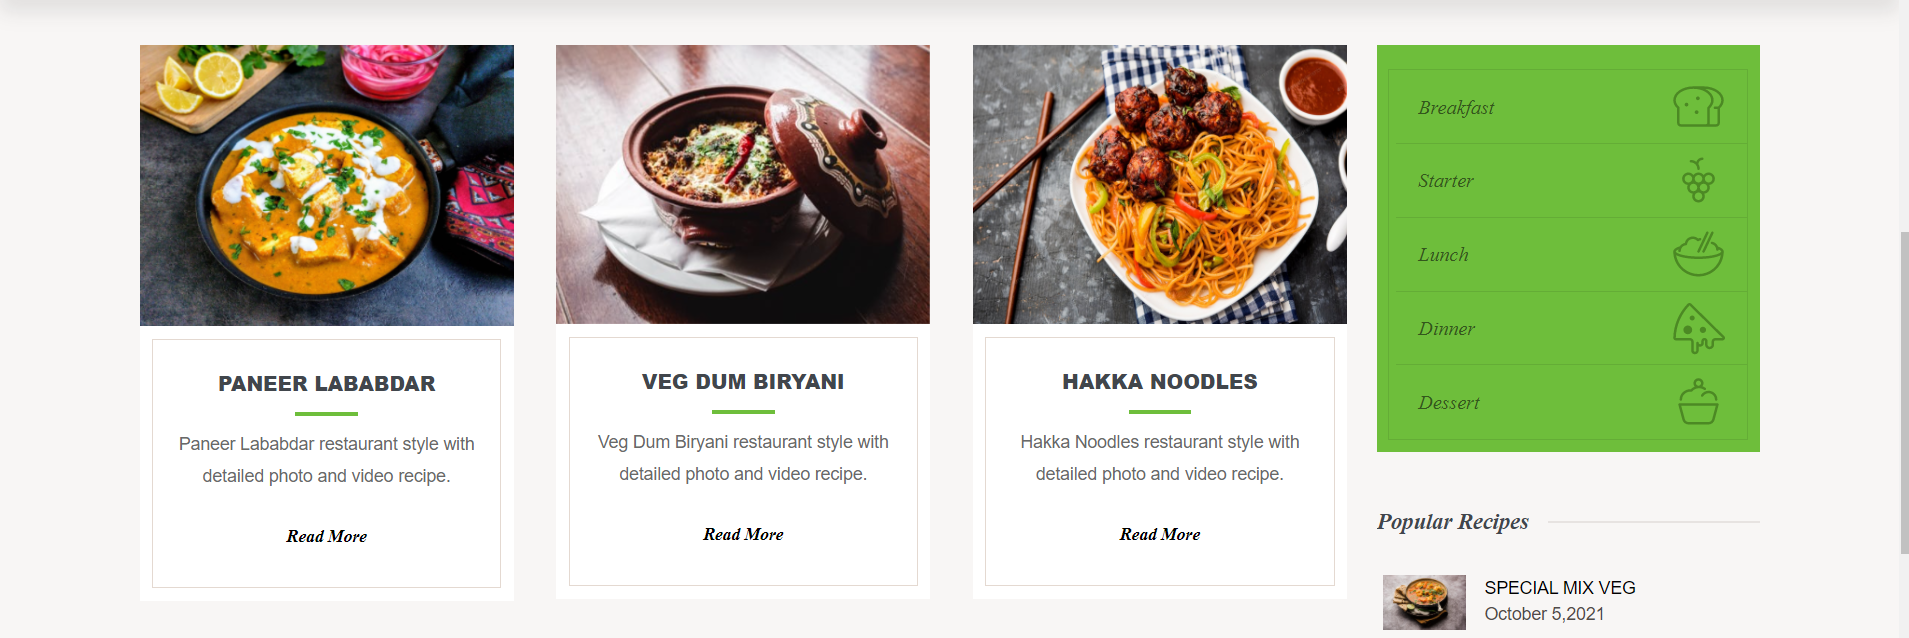 PANEER LABABDAR
Paneer Lababdar restaurant style with
detailed photo and video recipe.
Read More
VEG DUM BIRYANI
Veg Dum Biryani restaurant style with
detailed photo and video recipe.
Read More
HAKKA NOODLES
Hakka Noodles restaurant style with
detailed photo and video recipe.
Read More
Breakfast
Starter
Lunch
Dinner
Dessert
Popular Recipes
SPECIAL MIX VEG
October 5,2021